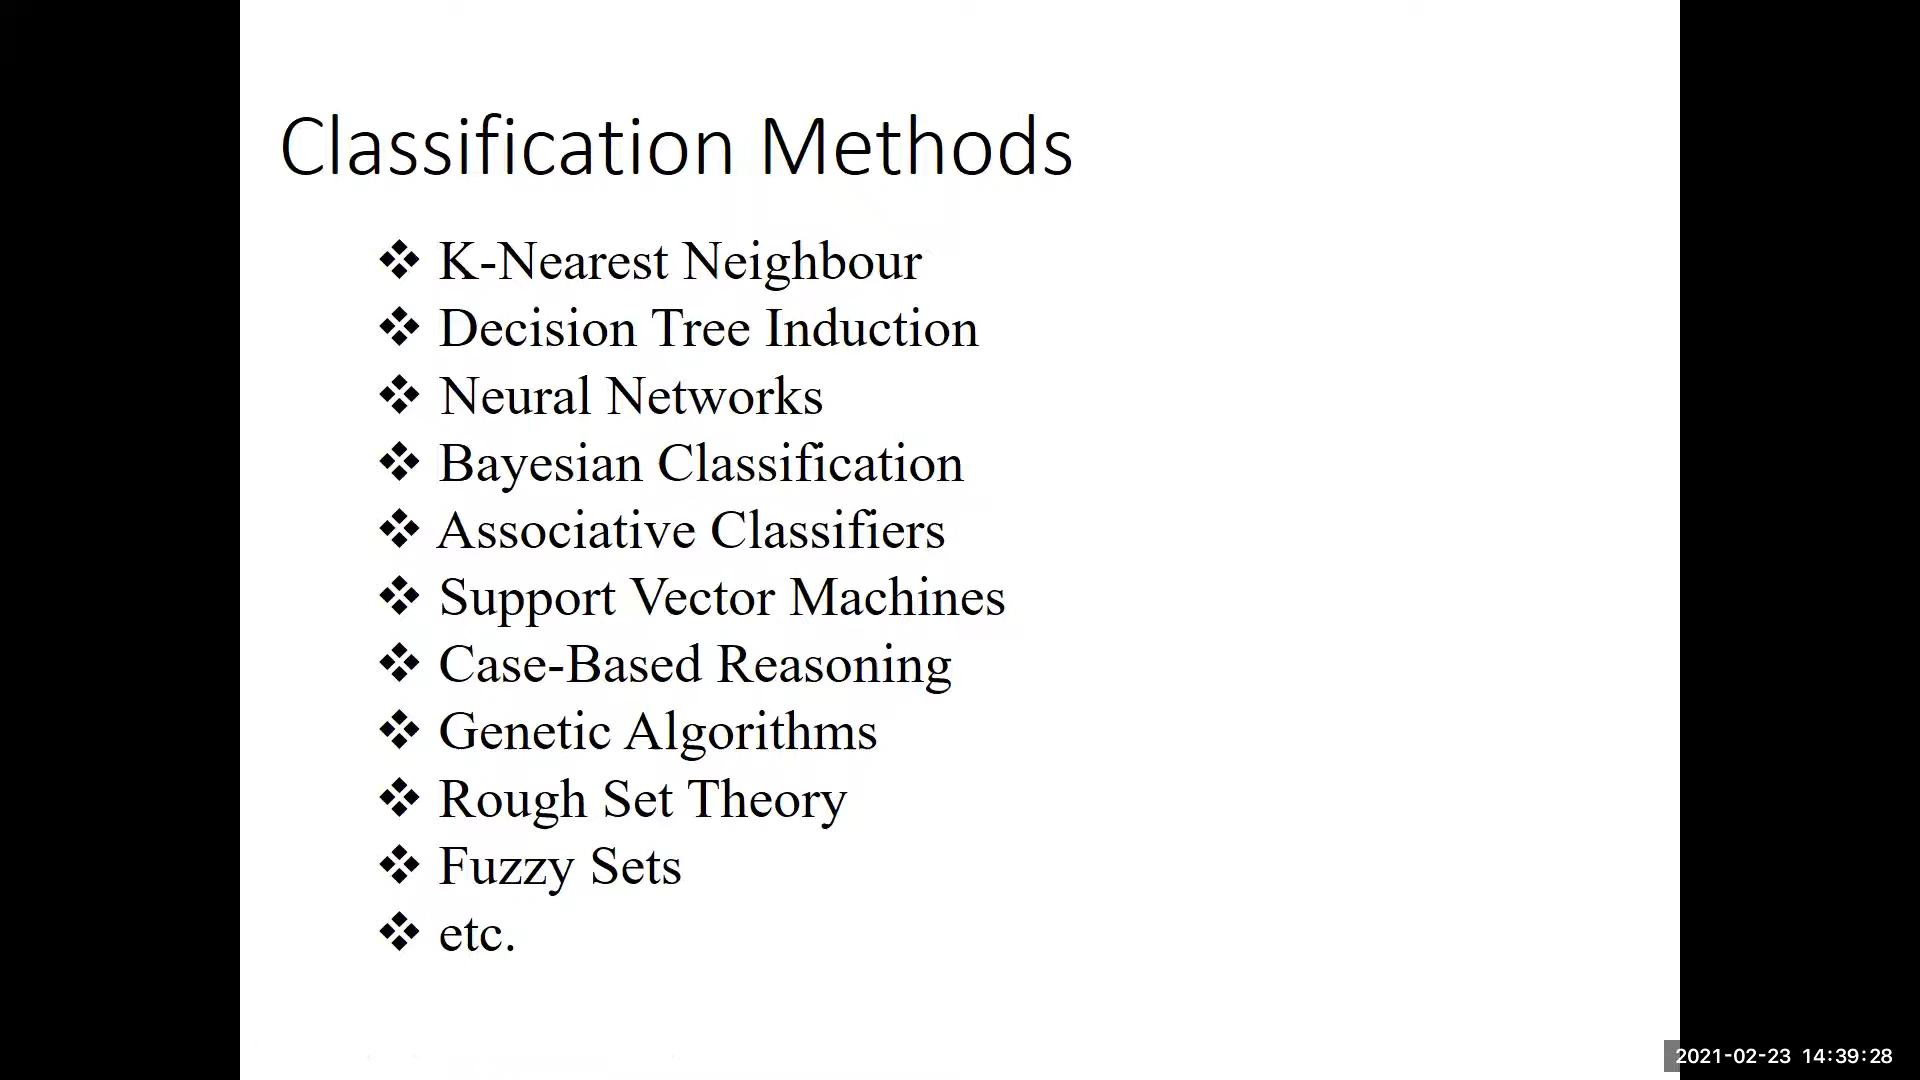 Classification Methods
❖ K-Nearest Neighbour
❖ Decision Tree Induction
❖ Neural Networks
❖ Bayesian Classification
❖ Associative Classifiers
❖ Support Vector Machines
❖ Case-Based Reasoning
❖ Genetic Algorithms
❖ Rough Set Theory
❖ Fuzzy Sets
❖ etc.
2021-02-23 14:39:28